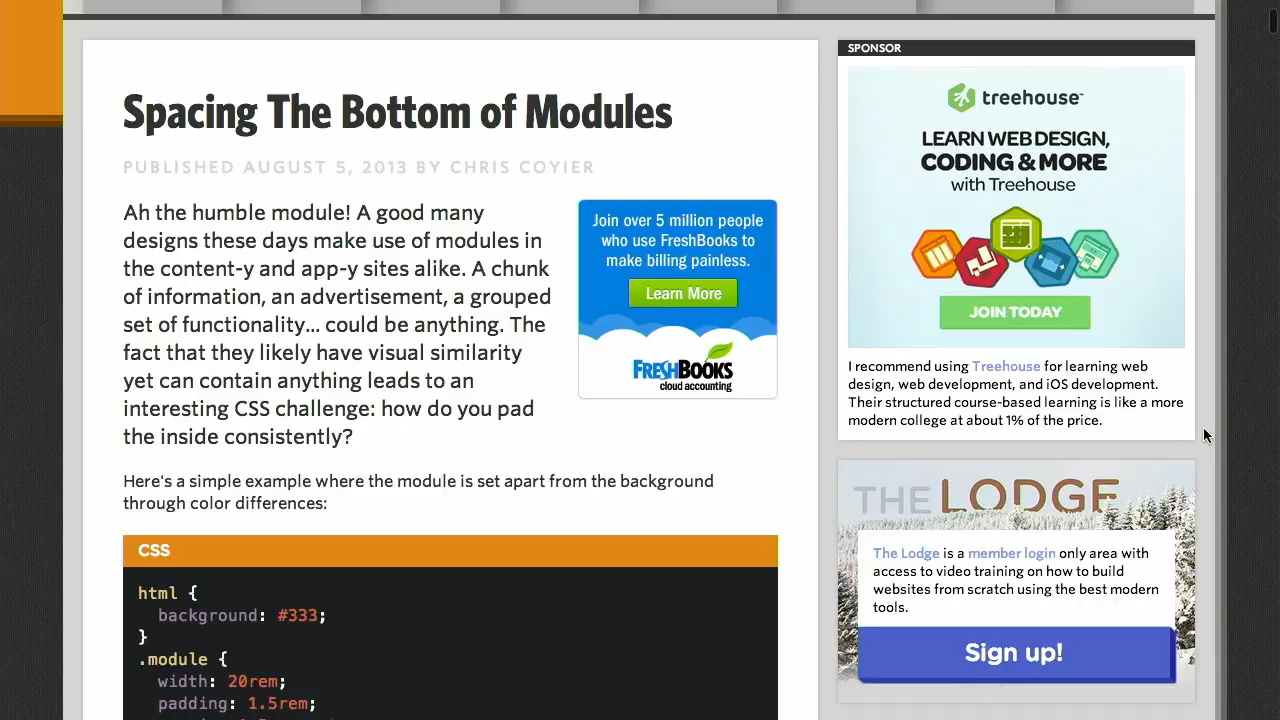 Spacing The Bottom of Modules
PUBLISHED AUGUST 5, 2013 BY CHRIS COYIER
Ah the humble module! A good many
designs these days make use of modules in
the content-y and app-y sites alike. A chunk
of information, an advertisement, a grouped
set of functionality... could be anything. The
fact that they likely have visual similarity
yet can contain anything leads to an
interesting CSS challenge: how do you pad
the inside consistently?
Join over 5 million people
who use FreshBooks to
make billing painless.
Learn More
FRESHBOOKS
cloud accounting
Here's a simple example where the module is set apart from the background
through color differences:
CSS
html {
background: #333;
}
.module {
width: 20rem;
padding: 1.5rem;
SPONSOR
treehouse™
LEARN WEB DESIGN,
CODING & MORE
with Treehouse
JOIN TODAY
I recommend using Treehouse for learning web
design, web development, and iOS development.
Their structured course-based learning is like a more
modern college at about 1% of the price.
THE LODGE
The Lodge is a member login only area with
access to video training on how to build
websites from scratch using the best modern
tools.
Sign up!